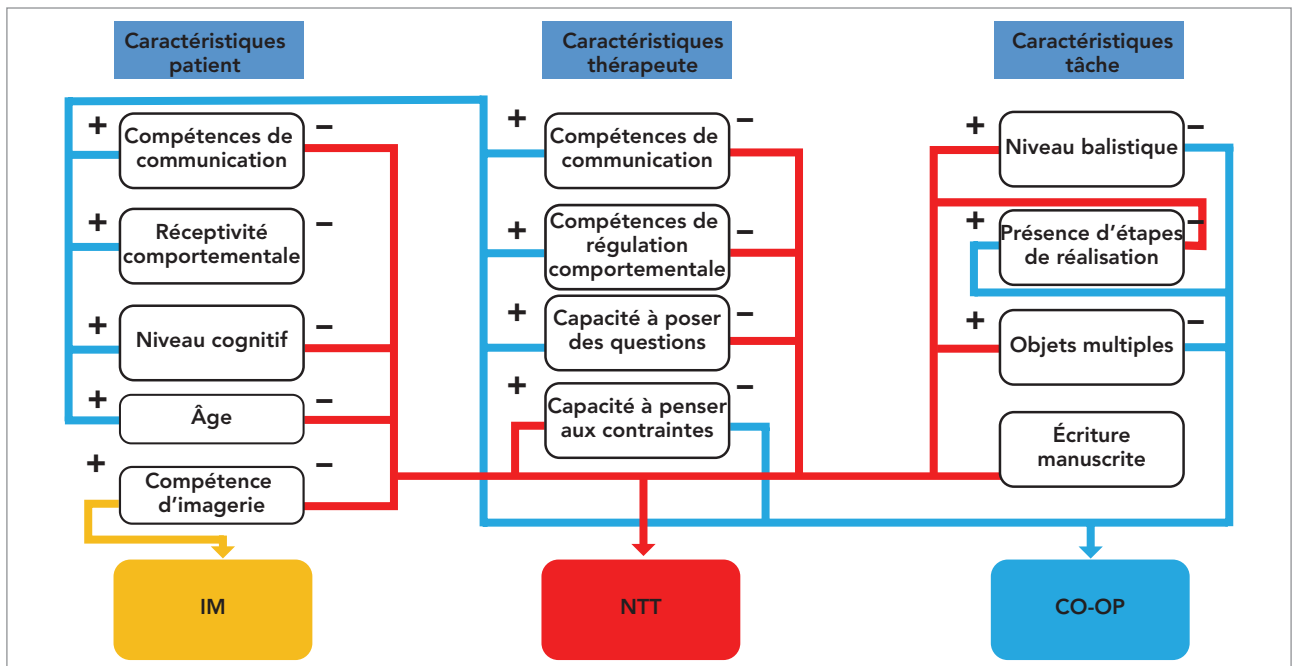 Caractéristiques
patient
+
Compétences de
communication
–
+
Réceptivité
comportementale
–
+
Niveau cognitif
–
+
Âge
–
+
Compétence
d'imagerie
–
IM
Caractéristiques
thérapeute
+
Compétences de
communication
–
+
Compétences de
régulation
comportementale
–
+
Capacité à poser
des questions
–
+
Capacité à penser
aux contraintes
–
NTT
Caractéristiques
tâche
+
Niveau balistique
–
+
Présence d'étapes
de réalisation
–
+
Objets multiples
–
Écriture
manuscrite
CO-OP